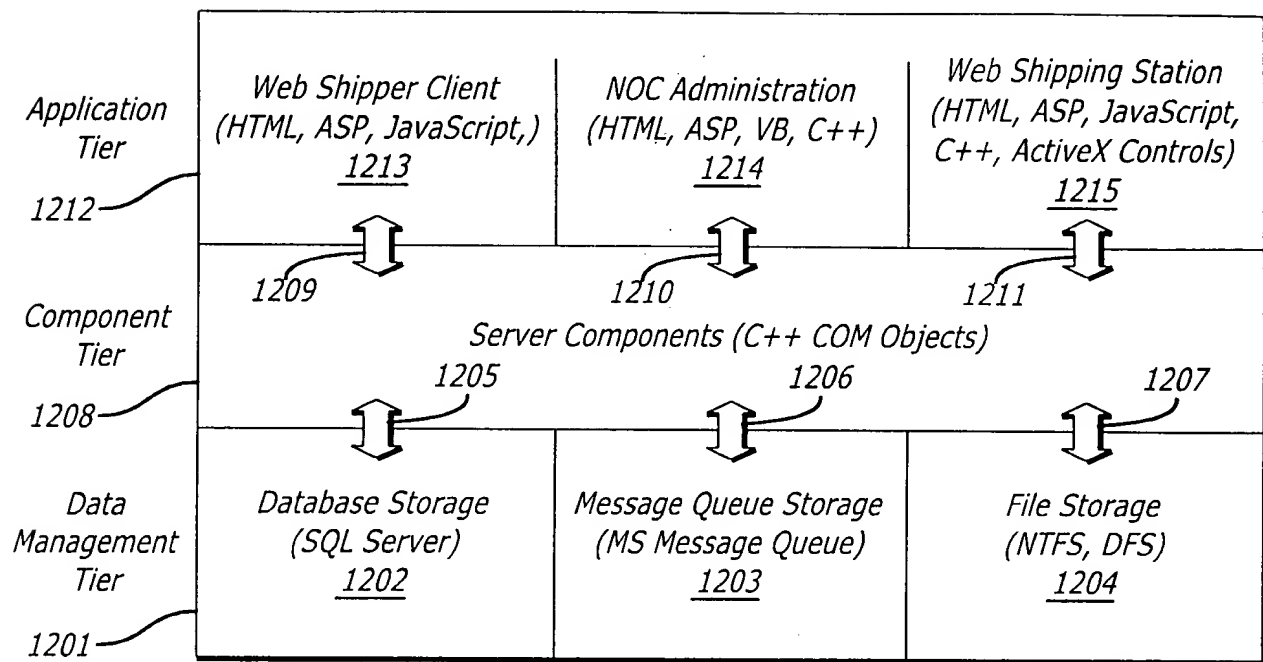 Application
Tier
1212
Web Shipper Client
(HTML, ASP, JavaScript,)
1213
NOC Administration
(HTML, ASP, VB, C++)
1214
Web Shipping Station
(HTML, ASP, JavaScript,
C++, ActiveX Controls)
1215
1209
1210
1211
Component
Tier
1208
Server Components (C++ COM Objects)
1205
1206
1207
Data
Management
Tier
1201
Database Storage
(SQL Server)
1202
Message Queue Storage
(MS Message Queue)
1203
File Storage
(NTFS, DFS)
1204